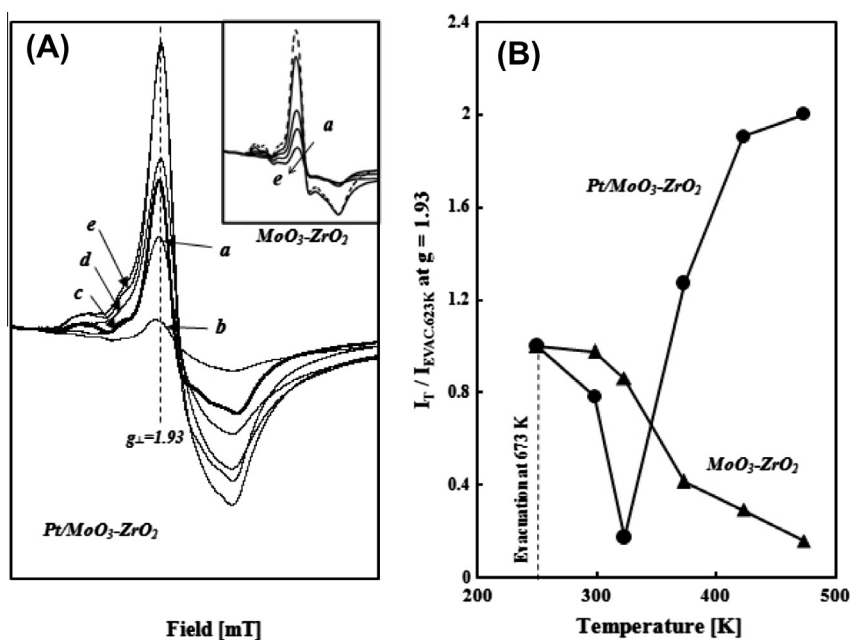 (A)
a
e
MoO₃-ZrO₂
e
d
c
a
b
g⊥=1.93
Pt/MoO₃-ZrO₂
Field [mT]
(B)
I_T / I_EVAC.623K at g = 1.93
2.4
2
1.6
1.2
0.8
0.4
0
Pt/MoO₃-ZrO₂
MoO₃-ZrO₂
Evacuation at 673 K
200
300
400
500
Temperature [K]